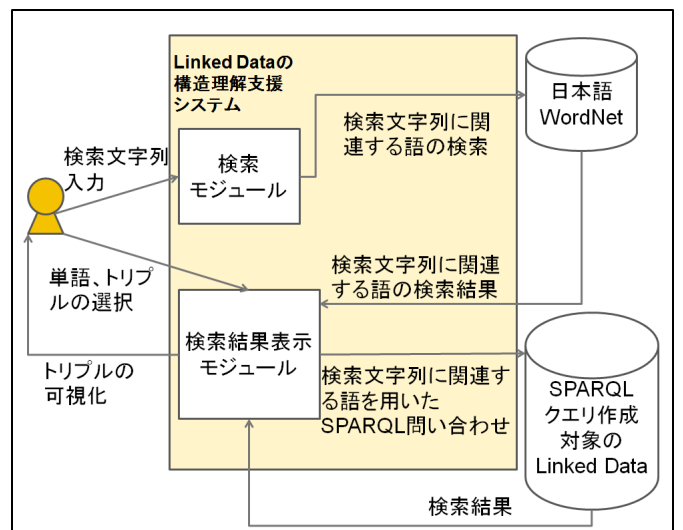 Linked Dataの
構造理解支援
システム
日本語
WordNet
検索文字列に関
連する語の検索
検索文字列
入力
検索
モジュール
検索文字列に関連
する語の検索結果
単語、トリプ
ルの選択
検索結果表示
モジュール
トリプルの
可視化
検索文字列に関連す
る語を用いた
SPARQL問い合わせ
SPARQL
クエリ作成
対象の
Linked Data
検索結果